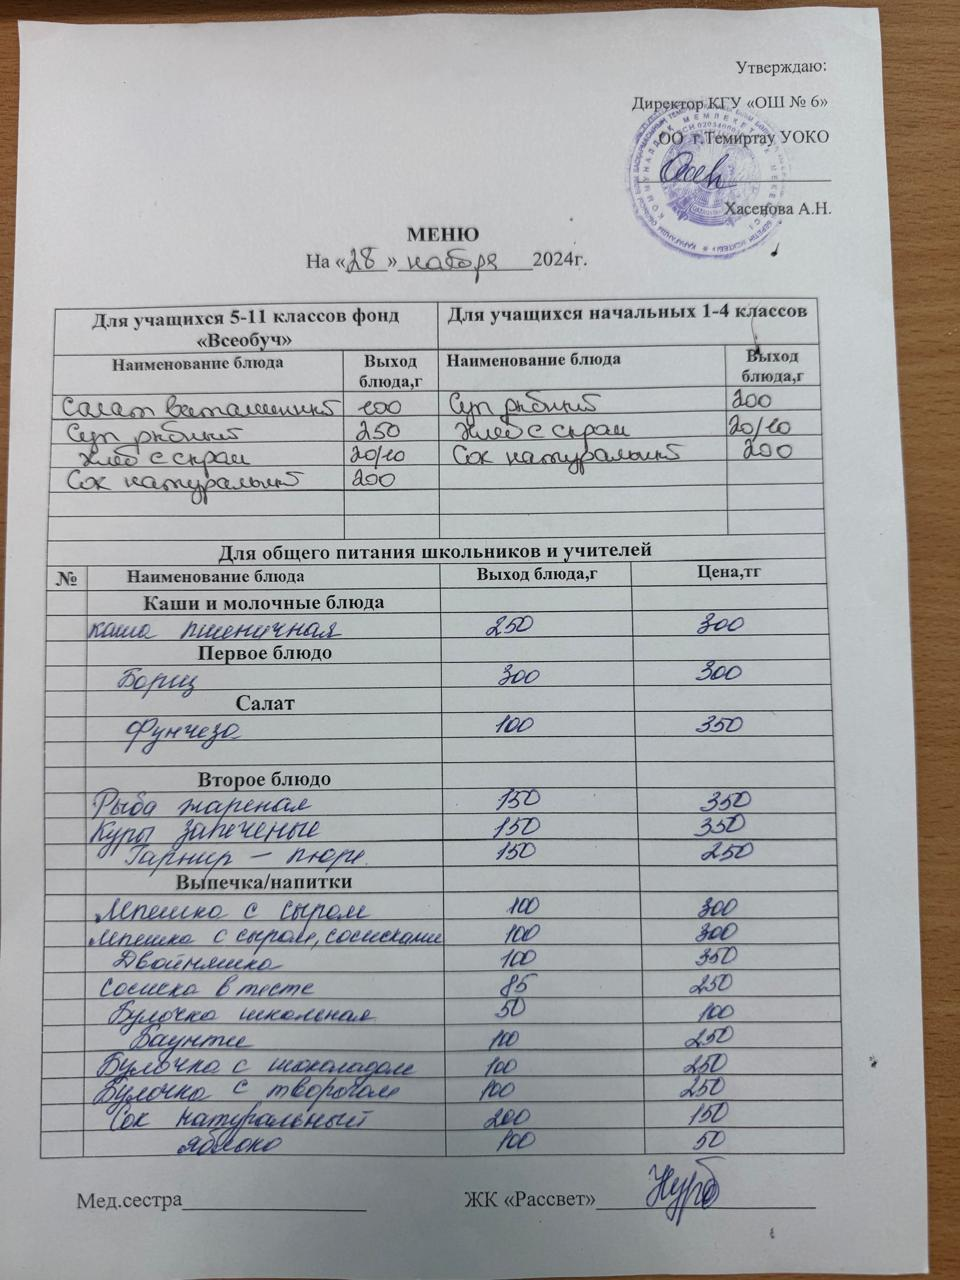 Утверждаю:
Директор КГУ «ОШ № 6»
ОО г.Темиртау УОКО
Хасенова А.Н.
МЕНЮ
На «28» ноября 2024г.
Для учащихся 5-11 классов фонд «Всеобуч» Для учащихся начальных 1-4 классов
Наименование блюда Выход блюда,г Наименование блюда Выход блюда,г
Салат витаминный 100 Суп рыбный 200
Суп рыбный 250 Хлеб с сыром 20/10
Хлеб с сыром 20/10 Сок натуральный 200
Сок натуральный 200
Для общего питания школьников и учителей
№ Наименование блюда Выход блюда,г Цена,тг
Каши и молочные блюда
каша пшеничная 250 300
Первое блюдо
Борщ 300 300
Салат
Фунчеза 100 350
Второе блюдо
Рыба жареная 150 350
Куры запеченые 150 350
Гарнир – пюре. 150 250
Выпечка/напитки
Лепешка с сыром 100 300
Лепешка с сыром, сосисками 100 300
Двойняшка 100 350
Сосиска в тесте 85 250
Булочка школьная 50 100
Баунти 100 250
Булочка с шоколадом 100 250
Булочка с творогом 100 250
Сок натуральный 200 150
яблоко 100 50
Мед.сестра ЖК «Рассвет»